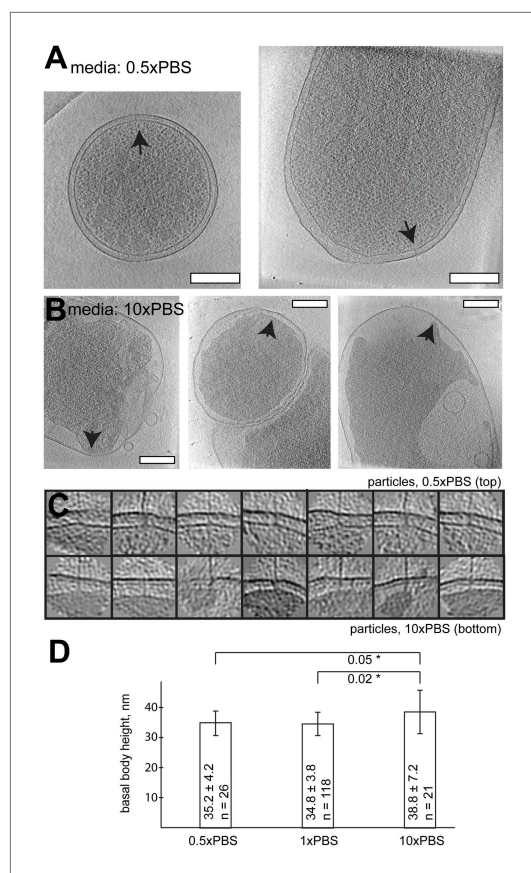 A media: 0.5xPBS
B media: 10xPBS
particles, 0.5xPBS (top)
C
particles, 10xPBS (bottom)
D
0.05 *
0.02 *
basal body height, nm
40
30
20
10
35.2 ± 4.2
n = 26
34.8 ± 3.8
n = 118
38.8 ± 7.2
n = 21
0.5xPBS 1xPBS 10xPBS